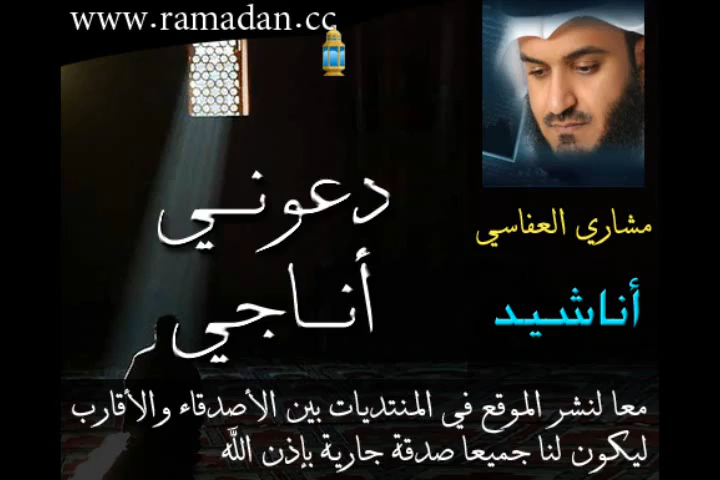 www.ramadan.cc
مشاري العفاسي
أناشيد
دعوني
أناجي
معا لنشر الموقع في المنتديات بين الأصدقاء والأقارب
ليكون لنا جميعا صدقة جارية بإذن الله